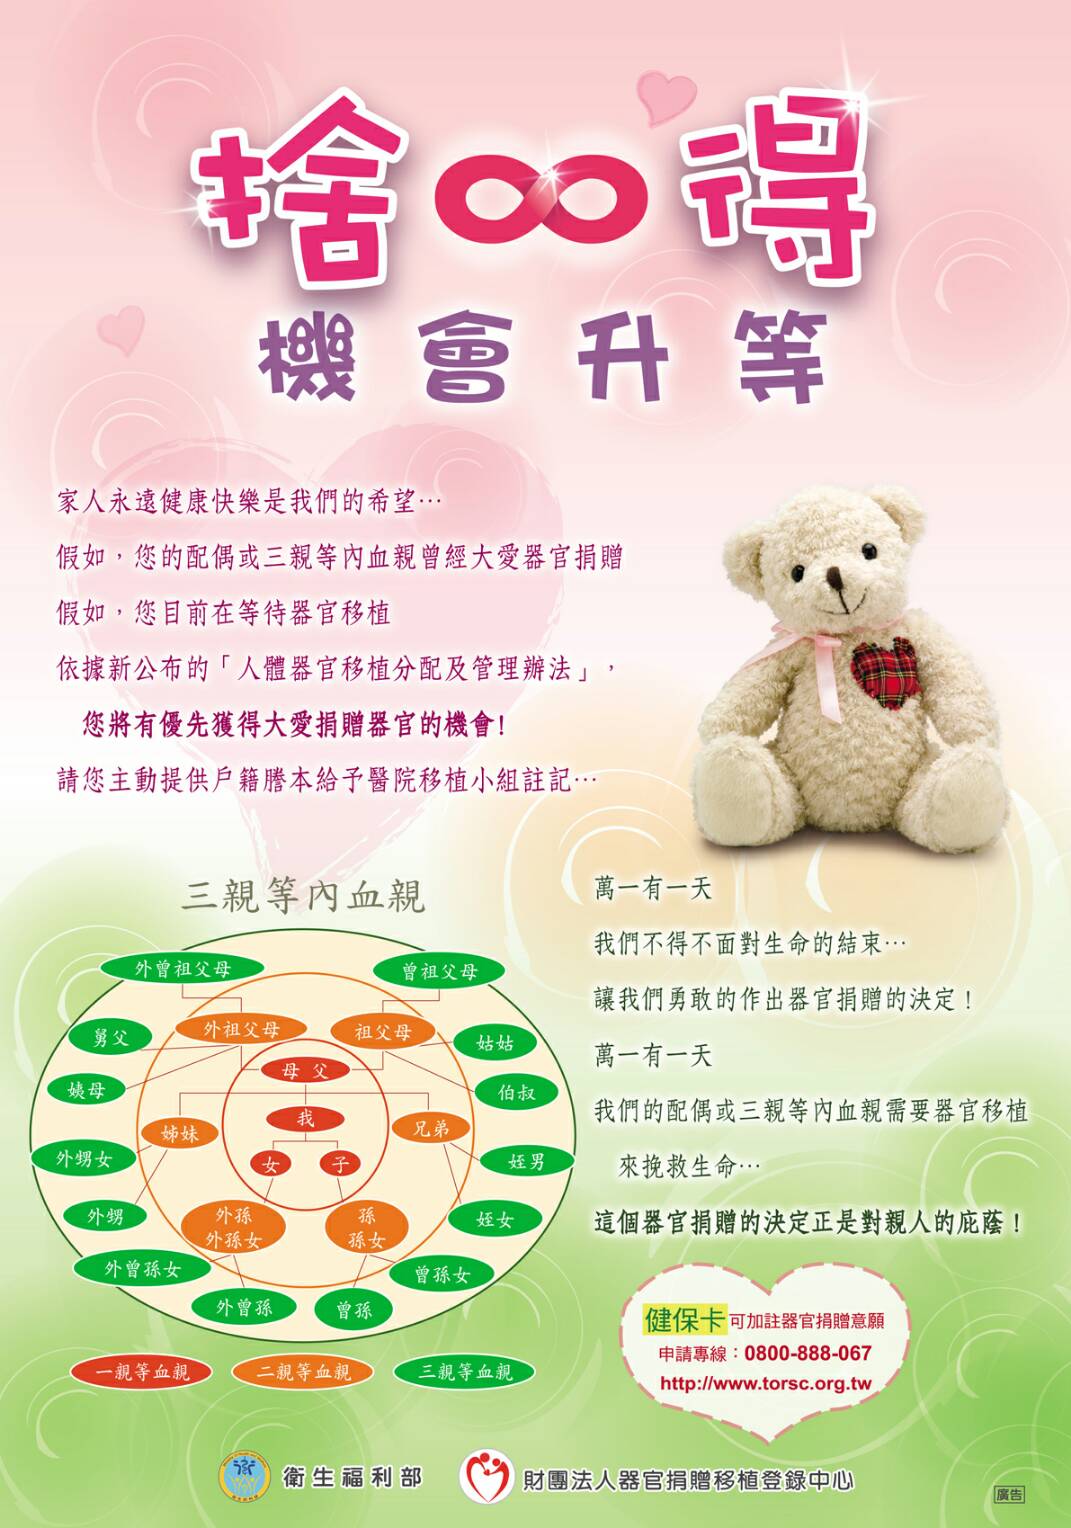 捨∞得
機會升等
家人永遠健康快樂是我們的希望…
假如，您的配偶或三親等內血親曾經大愛器官捐贈
假如，您目前在等待器官移植
依據新公布的「人體器官移植分配及管理辦法」，
您將有優先獲得大愛捐贈器官的機會!
請您主動提供戶籍謄本給予醫院移植小組註記…
三親等內血親
外曾祖父母
曾祖父母
舅父
外祖父母
祖父母
姑姑
母 父
姨母
伯叔
我
姊妹
兄弟
外甥女
女
子
姪男
外甥
外孫
外孫女
孫
孫女
姪女
外曾孫女
曾孫女
外曾孫
曾孫
一親等血親
二親等血親
三親等血親
萬一有一天
我們不得不面對生命的結束…
讓我們勇敢的作出器官捐贈的決定！
萬一有一天
我們的配偶或三親等內血親需要器官移植
來挽救生命…
這個器官捐贈的決定正是對親人的庇蔭！
健保卡可加註器官捐贈意願
申請專線：0800-888-067
http://www.torsc.org.tw
衛生福利部
財團法人器官捐贈移植登錄中心
廣告